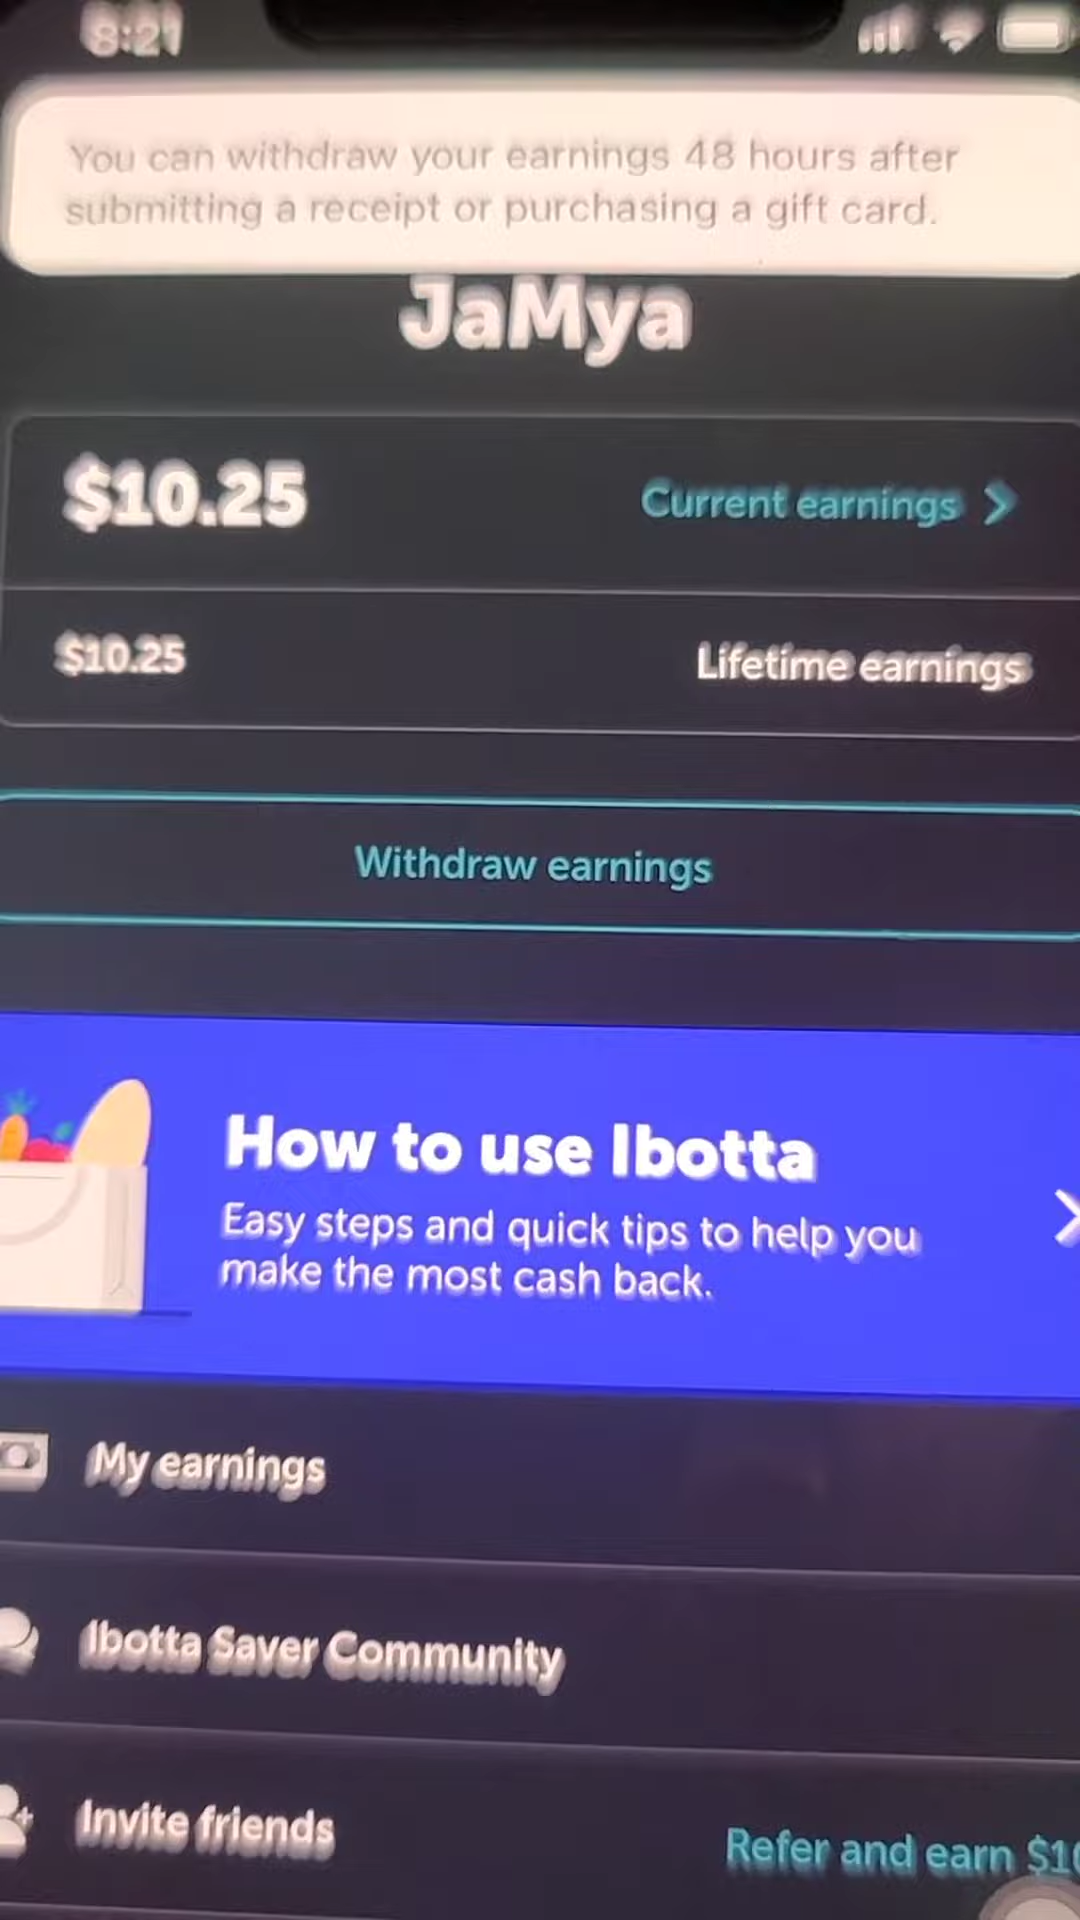 8:21
You can withdraw your earnings 48 hours after
submitting a receipt or purchasing a gift card.
JaMya
$10.25
Current earnings
$10.25
Lifetime earnings
Withdraw earnings
How to use Ibotta
Easy steps and quick tips to help you
make the most cash back.
My earnings
Ibotta Saver Community
Invite friends
Refer and earn